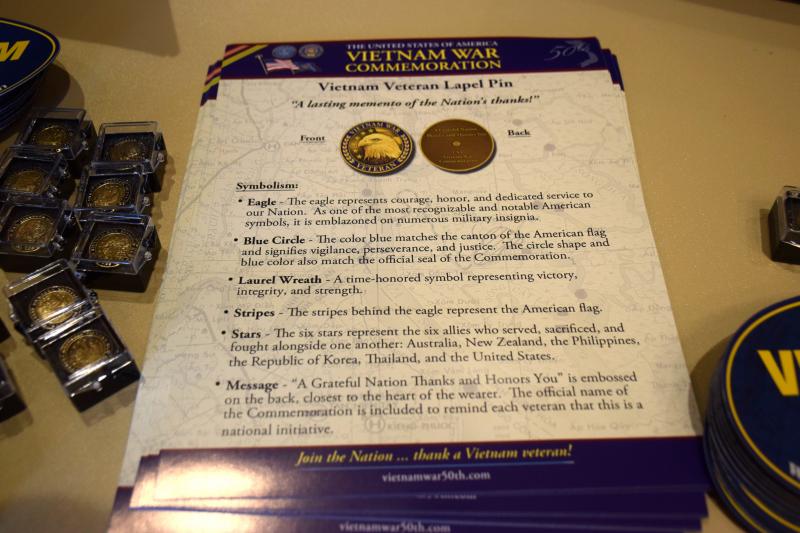 THE UNITED STATES OF AMERICA
VIETNAM WAR
COMMEMORATION
50th
Vietnam Veteran Lapel Pin
"A lasting memento of the Nation's thanks!"
Front
Back
VIETNAM WAR
VETERAN
Symbolism:
• Eagle - The eagle represents courage, honor, and dedicated service to
our Nation. As one of the most recognizable and notable American
symbols, it is emblazoned on numerous military insignia.
• Blue Circle - The color blue matches the canton of the American flag
and signifies vigilance, perseverance, and justice. The circle shape and
blue color also match the official seal of the Commemoration.
• Laurel Wreath - A time-honored symbol representing victory,
integrity, and strength.
• Stripes - The stripes behind the eagle represent the American flag.
• Stars - The six stars represent the six allies who served, sacrificed, and
fought alongside one another: Australia, New Zealand, the Philippines,
the Republic of Korea, Thailand, and the United States.
• Message - "A Grateful Nation Thanks and Honors You" is embossed
on the back, closest to the heart of the wearer. The official name of
the Commemoration is included to remind each veteran that this is a
national initiative.
Join the Nation ... thank a Vietnam veteran!
vietnamwar50th.com
vietnamwar50th.com